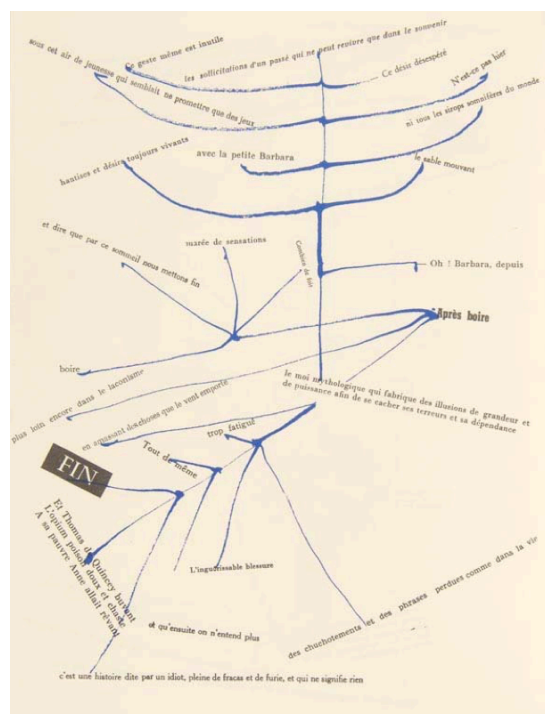 sous cet air de jeunesse qui semblait ne promettre que des jeux
Ce geste même est inutile
les sollicitations d'un passé qui ne peut revivre que dans le souvenir
Ce désir désespéré
N'est-ce pas hier
ni tous les sirops somnifères du monde
hantises et désirs toujours vivants
avec la petite Barbara
le sable mouvant
et dire que par ce sommeil nous mettons fin
marée de sensations
Combien de fois
Oh ! Barbara, depuis
Après boire
boire
le moi mythologique qui fabrique des illusions de grandeur et
de puissance afin de se cacher ses terreurs et sa dépendance
plus loin encore dans le laconisme
en amassant des choses que le vent emporte
trop fatigué
Tout de même
FIN
Et Thomas de Quincey buvant
L'opium poison doux et chaste
A sa pauvre Anne allait rêvant
L'inguérissable blessure
et qu'ensuite on n'entend plus
des chuchotements et des phrases perdues comme dans la vie
c'est une histoire dite par un idiot, pleine de fracas et de furie, et qui ne signifie rien